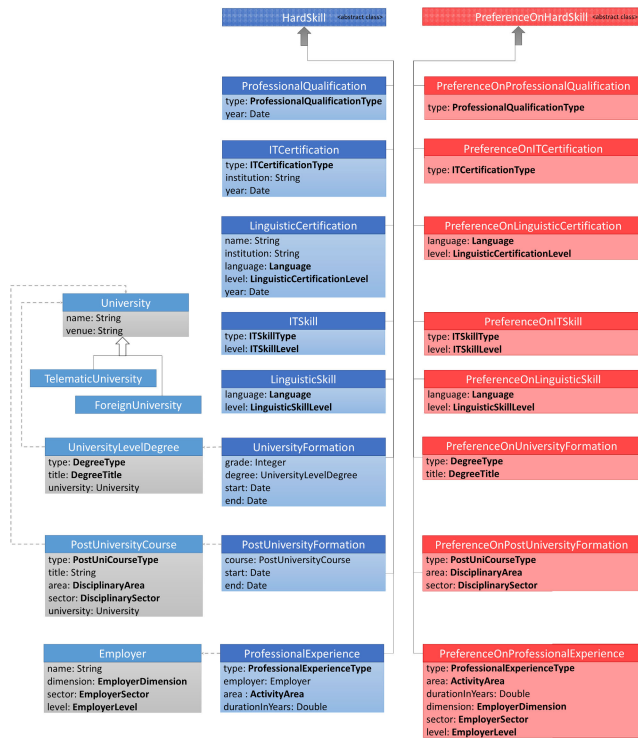 HardSkill <abstract class>
PreferenceOnHardSkill <abstract class>
ProfessionalQualification
type: ProfessionalQualificationType
year: Date
PreferenceOnProfessionalQualification
type: ProfessionalQualificationType
ITCertification
type: ITCertificationType
institution: String
year: Date
PreferenceOnITCertification
type: ITCertificationType
LinguisticCertification
name: String
institution: String
language: Language
level: LinguisticCertificationLevel
year: Date
PreferenceOnLinguisticCertification
language: Language
level: LinguisticCertificationLevel
University
name: String
venue: String
TelematicUniversity
ForeignUniversity
ITSkill
type: ITSkillType
level: ITSkillLevel
PreferenceOnITSkill
type: ITSkillType
level: ITSkillLevel
LinguisticSkill
language: Language
level: LinguisticSkillLevel
PreferenceOnLinguisticSkill
language: Language
level: LinguisticSkillLevel
UniversityLevelDegree
type: DegreeType
title: DegreeTitle
university: University
UniversityFormation
grade: Integer
degree: UniversityLevelDegree
start: Date
end: Date
PreferenceOnUniversityFormation
type: DegreeType
title: DegreeTitle
PostUniversityCourse
type: PostUniCourseType
title: String
area: DisciplinaryArea
sector: DisciplinarySector
university: University
PostUniversityFormation
course: PostUniversityCourse
start: Date
end: Date
PreferenceOnPostUniversityFormation
type: PostUniCourseType
area: DisciplinaryArea
sector: DisciplinarySector
Employer
name: String
dimension: EmployerDimension
sector: EmployerSector
level: EmployerLevel
ProfessionalExperience
type: ProfessionalExperienceType
employer: Employer
area : ActivityArea
durationInYears: Double
PreferenceOnProfessionalExperience
type: ProfessionalExperienceType
area: ActivityArea
durationInYears: Double
dimension: EmployerDimension
sector: EmployerSector
level: EmployerLevel